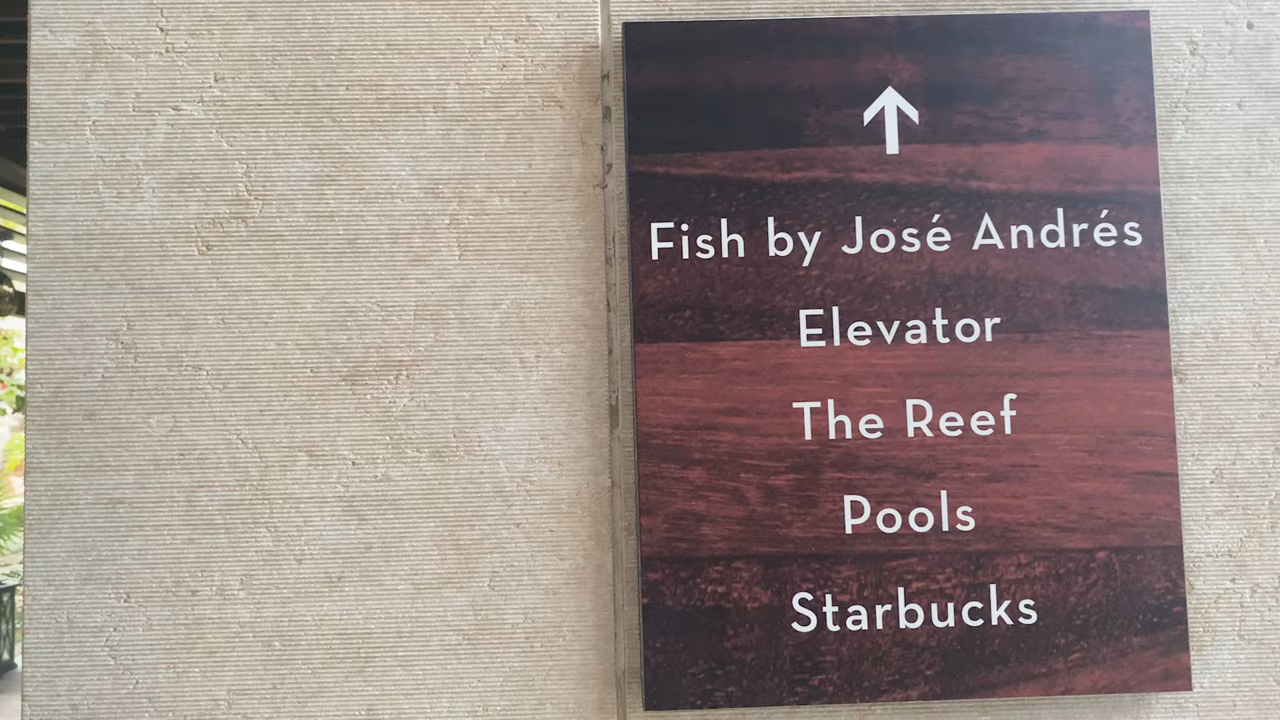 Fish by José Andrés
Elevator
The Reef
Pools
Starbucks